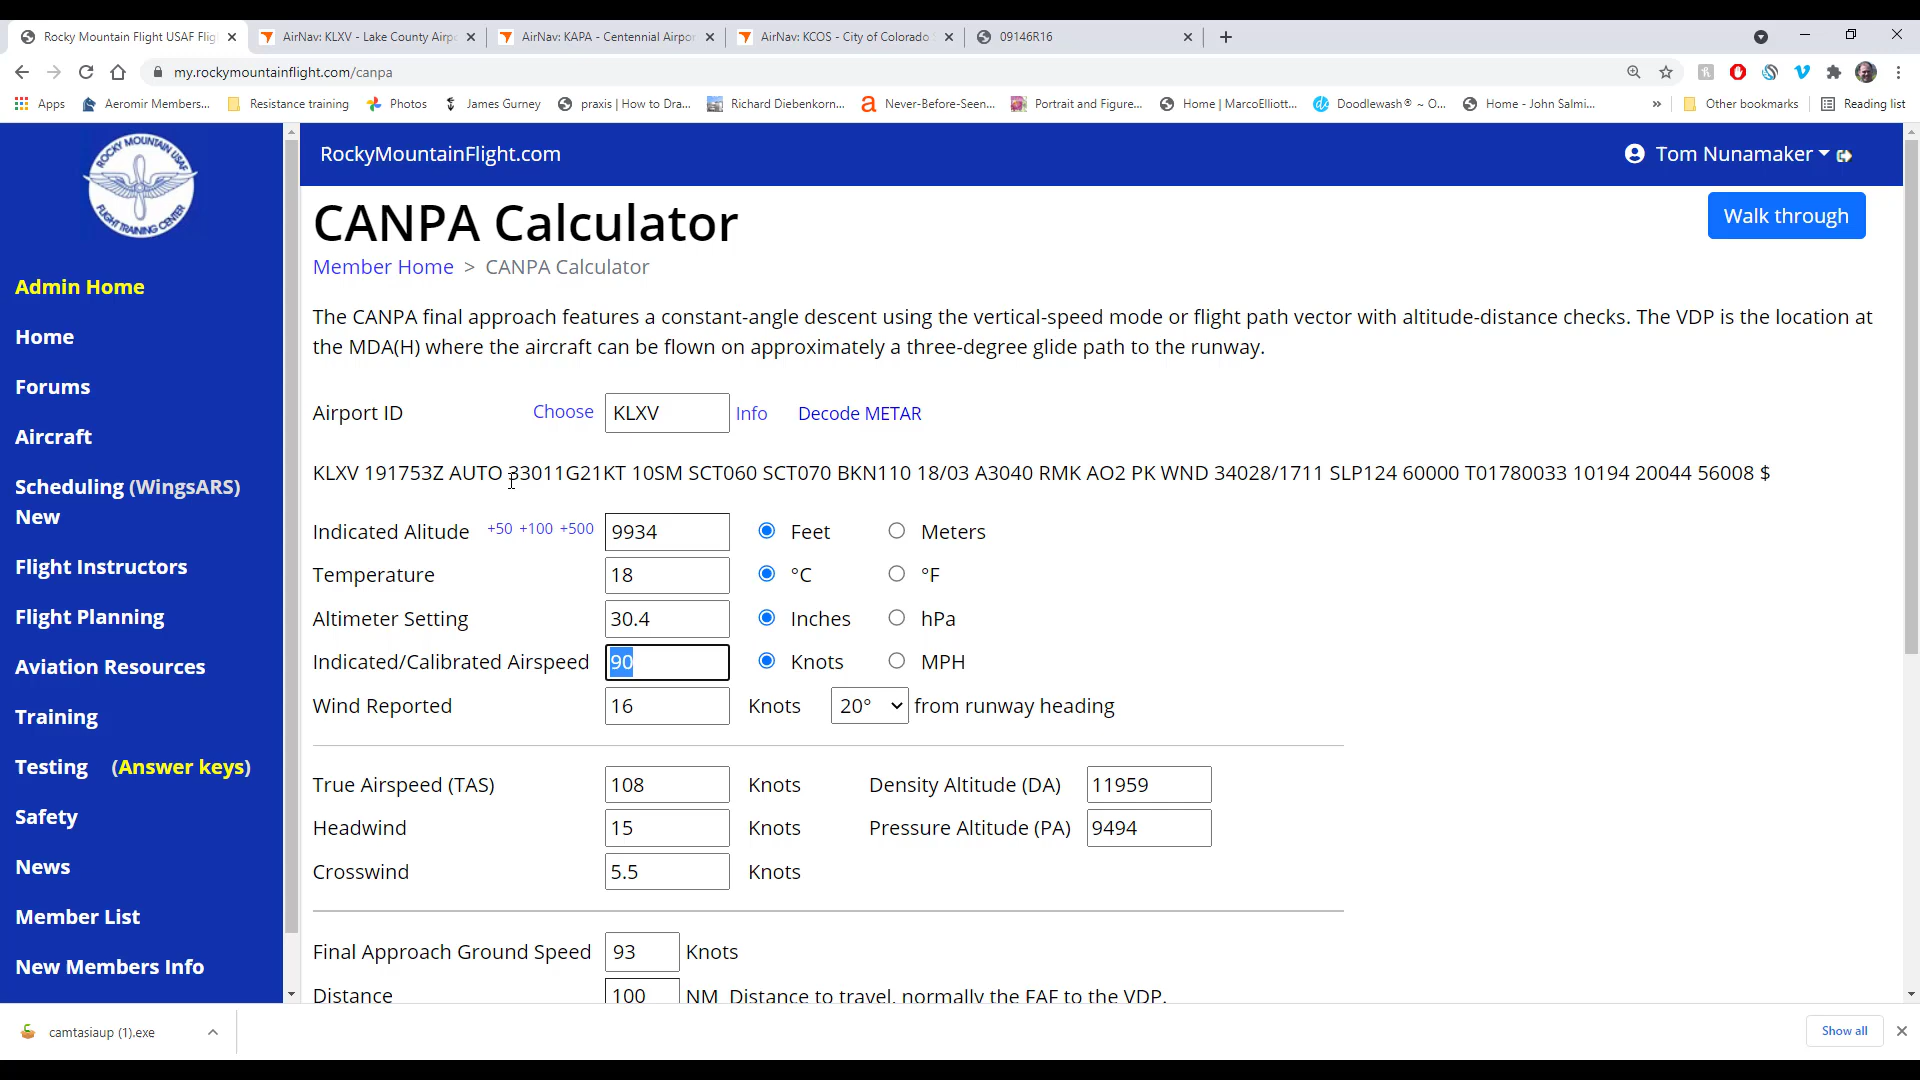 Rocky Mountain Flight USAF Flig
AirNav: KLXV - Lake County Airpo
AirNav: KAPA - Centennial Airpor
AirNav: KCOS - City of Colorado
09146R16
my.rockymountainflight.com/canpa
Apps
Aeromir Members...
Resistance training
Photos
James Gurney
praxis | How to Dra...
Richard Diebenkorn...
Never-Before-Seen...
Portrait and Figure...
Home | MarcoElliott...
Doodlewash® ~ O...
Home - John Salmi...
»
Other bookmarks
Reading list
ROCKY MOUNTAIN USAF
FLIGHT TRAINING CENTER
RockyMountainFlight.com
Tom Nunamaker
Admin Home
Home
Forums
Aircraft
Scheduling (WingsARS)
New
Flight Instructors
Flight Planning
Aviation Resources
Training
Testing (Answer keys)
Safety
News
Member List
New Members Info
CANPA Calculator
Walk through
Member Home > CANPA Calculator
The CANPA final approach features a constant-angle descent using the vertical-speed mode or flight path vector with altitude-distance checks. The VDP is the location at
the MDA(H) where the aircraft can be flown on approximately a three-degree glide path to the runway.
Airport ID Choose KLXV Info Decode METAR
KLXV 191753Z AUTO 33011G21KT 10SM SCT060 SCT070 BKN110 18/03 A3040 RMK AO2 PK WND 34028/1711 SLP124 60000 T01780033 10194 20044 56008 $
Indicated Alitude +50 +100 +500 9934 Feet Meters
Temperature 18 °C °F
Altimeter Setting 30.4 Inches hPa
Indicated/Calibrated Airspeed 90 Knots MPH
Wind Reported 16 Knots 20° from runway heading
True Airspeed (TAS) 108 Knots Density Altitude (DA) 11959
Headwind 15 Knots Pressure Altitude (PA) 9494
Crosswind 5.5 Knots
Final Approach Ground Speed 93 Knots
Distance 100 NM Distance to travel, normally the FAF to the VDP.
camtasiaup (1).exe
Show all